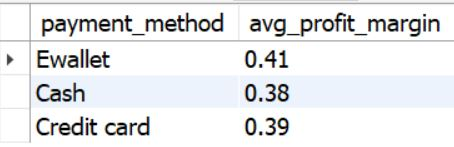 payment_method avg_profit_margin
Ewallet 0.41
Cash 0.38
Credit card 0.39